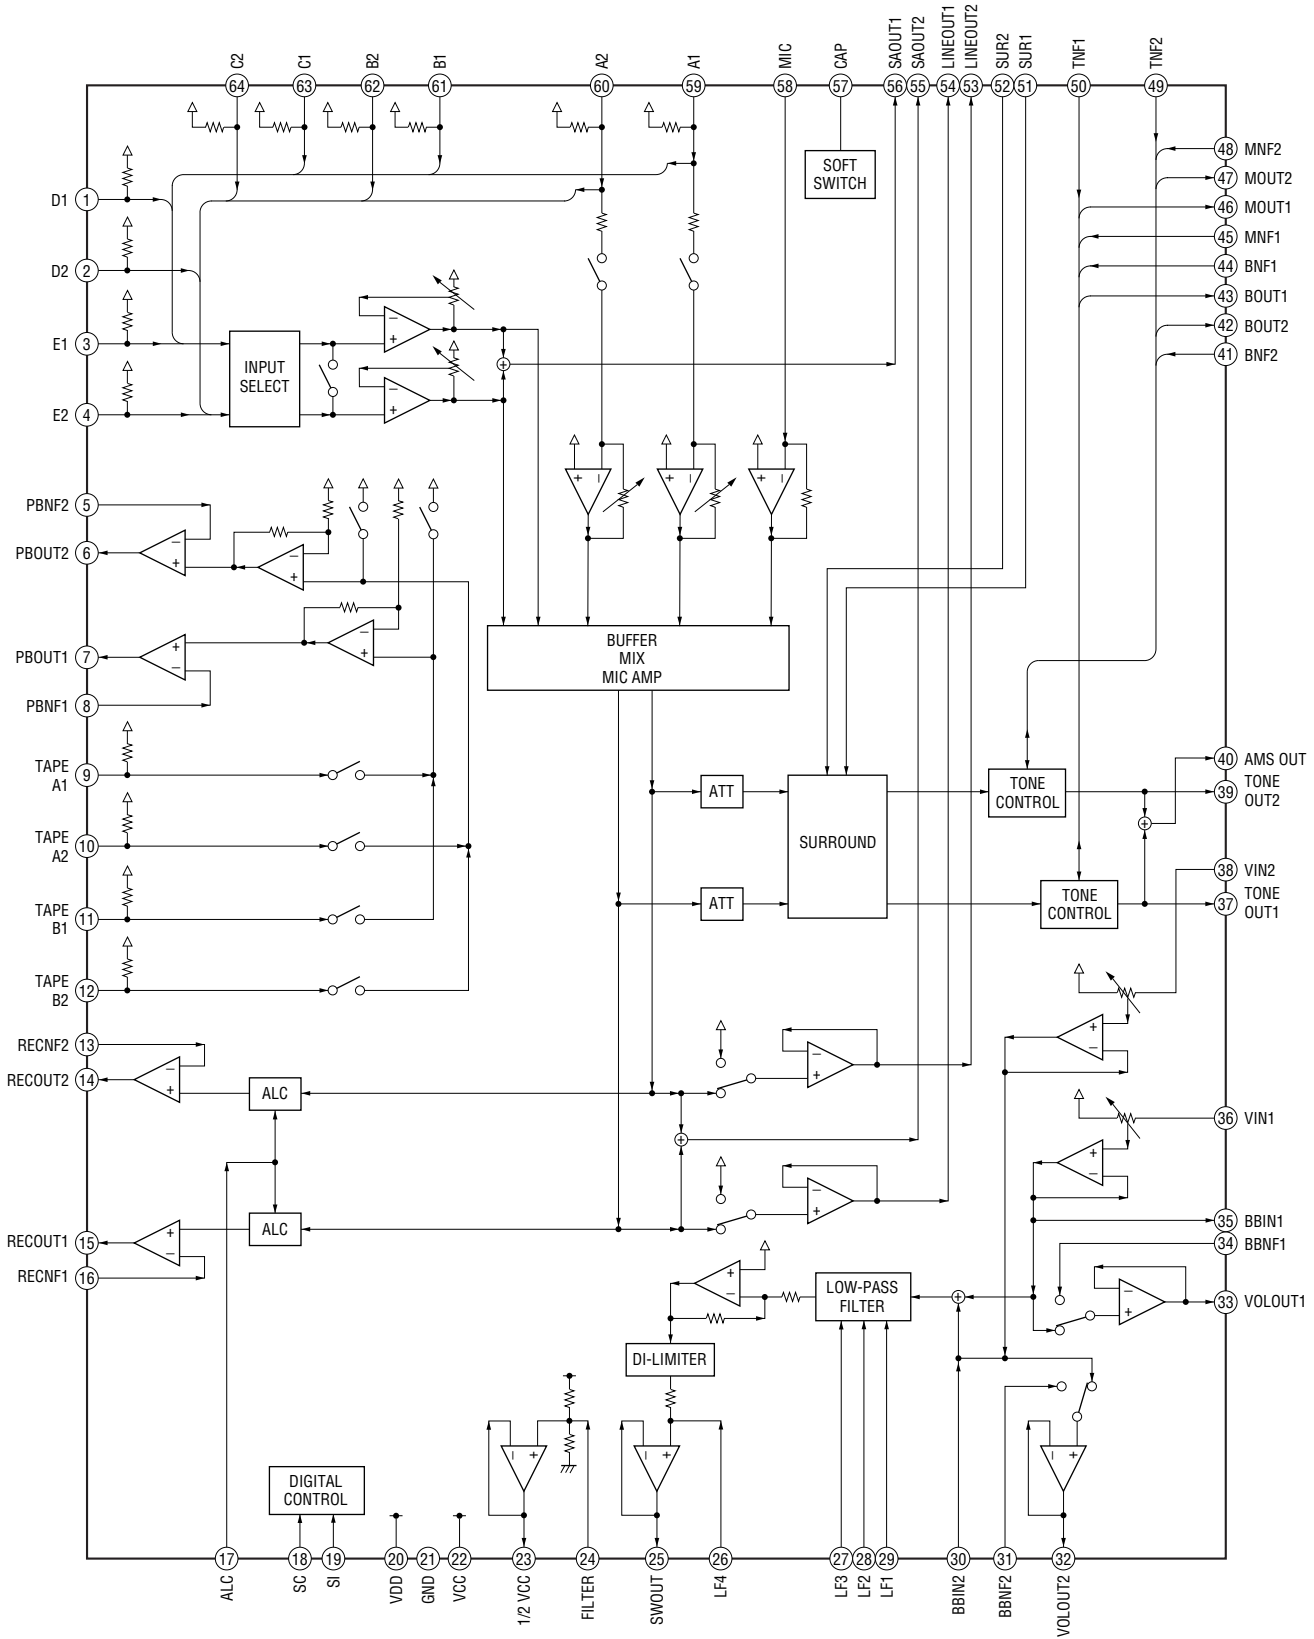 C2
C1
B2
B1
A2
A1
MIC
CAP
SAOUT1
SAOUT2
LINEOUT1
LINEOUT2
SUR2
SUR1
TNF1
TNF2
64
63
62
61
60
59
58
57
56
55
54
53
52
51
50
49
SOFT
SWITCH
D1
1
D2
2
E1
3
E2
4
INPUT
SELECT
+
48
MNF2
47
MOUT2
46
MOUT1
45
MNF1
44
BNF1
43
BOUT1
42
BOUT2
41
BNF2
− +
− +
+ −
+ −
+ −
PBNF2
5
PBOUT2
6
− +
− +
PBOUT1
7
+ −
− +
PBNF1
8
BUFFER
MIX
MIC AMP
TAPE
A1
9
TAPE
A2
10
TAPE
B1
11
TAPE
B2
12
ATT
ATT
SURROUND
TONE
CONTROL
TONE
CONTROL
+
40
AMS OUT
39
TONE
OUT2
38
VIN2
37
TONE
OUT1
RECNF2
13
RECOUT2
14
− +
ALC
− +
+ −
+
36
VIN1
+ −
RECOUT1
15
+ −
ALC
− +
RECNF1
16
35
BBIN1
34
BBNF1
33
VOLOUT1
+ −
LOW-PASS
FILTER
+
− +
DI-LIMITER
− +
− +
− +
DIGITAL
CONTROL
17
18
19
20
21
22
23
24
25
26
27
28
29
30
31
32
ALC
SC
SI
VDD
GND
VCC
1/2 VCC
FILTER
SWOUT
LF4
LF3
LF2
LF1
BBIN2
BBNF2
VOLOUT2